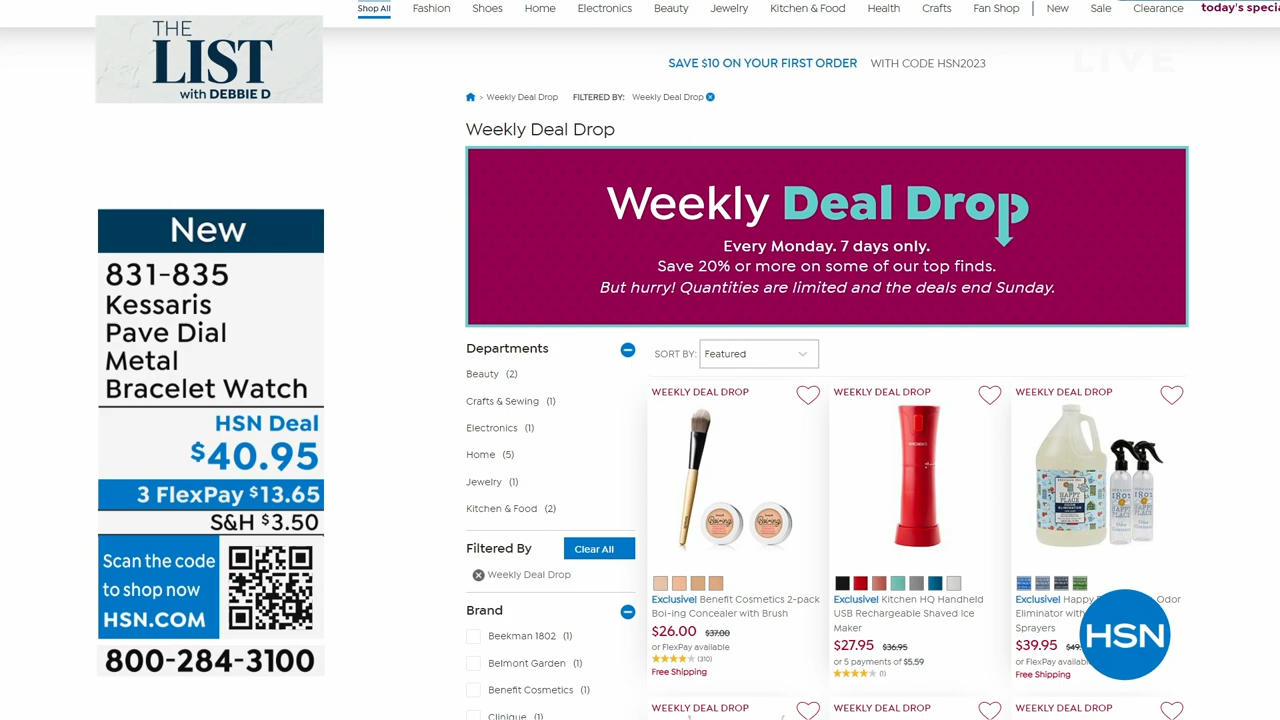 Shop All Fashion Shoes Home Electronics Beauty Jewelry Kitchen & Food Health Crafts Fan Shop New Sale Clearance today's specia
THE
LIST
with DEBBIE D
SAVE $10 ON YOUR FIRST ORDER WITH CODE HSN2023
LIVE
> Weekly Deal Drop FILTERED BY: Weekly Deal Drop
Weekly Deal Drop
Weekly Deal Drop
Every Monday. 7 days only.
Save 20% or more on some of our top finds.
But hurry! Quantities are limited and the deals end Sunday.
New
831-835
Kessaris
Pave Dial
Metal
Bracelet Watch
HSN Deal
$40.95
3 FlexPay $13.65
S&H $3.50
Scan the code
to shop now
HSN.COM
800-284-3100
Departments
Beauty (2)
Crafts & Sewing (1)
Electronics (1)
Home (5)
Jewelry (1)
Kitchen & Food (2)
Filtered By Clear All
Weekly Deal Drop
Brand
Beekman 1802 (1)
Belmont Garden (1)
Benefit Cosmetics (1)
Clinique (1)
SORT BY: Featured
WEEKLY DEAL DROP
Exclusive! Benefit Cosmetics 2-pack
Boi-ing Concealer with Brush
$26.00 $37.00
or FlexPay available
(310)
Free Shipping
WEEKLY DEAL DROP
Exclusive! Kitchen HQ Handheld
USB Rechargeable Shaved Ice
Maker
$27.95 $36.95
or 5 payments of $5.59
(1)
WEEKLY DEAL DROP
HAPPY
PLACE
Exclusive! Happy Odor
Eliminator with
Sprayers
$39.95
or FlexPay availabl
Free Shipping
HSN
WEEKLY DEAL DROP
WEEKLY DEAL DROP
WEEKLY DEAL DROP